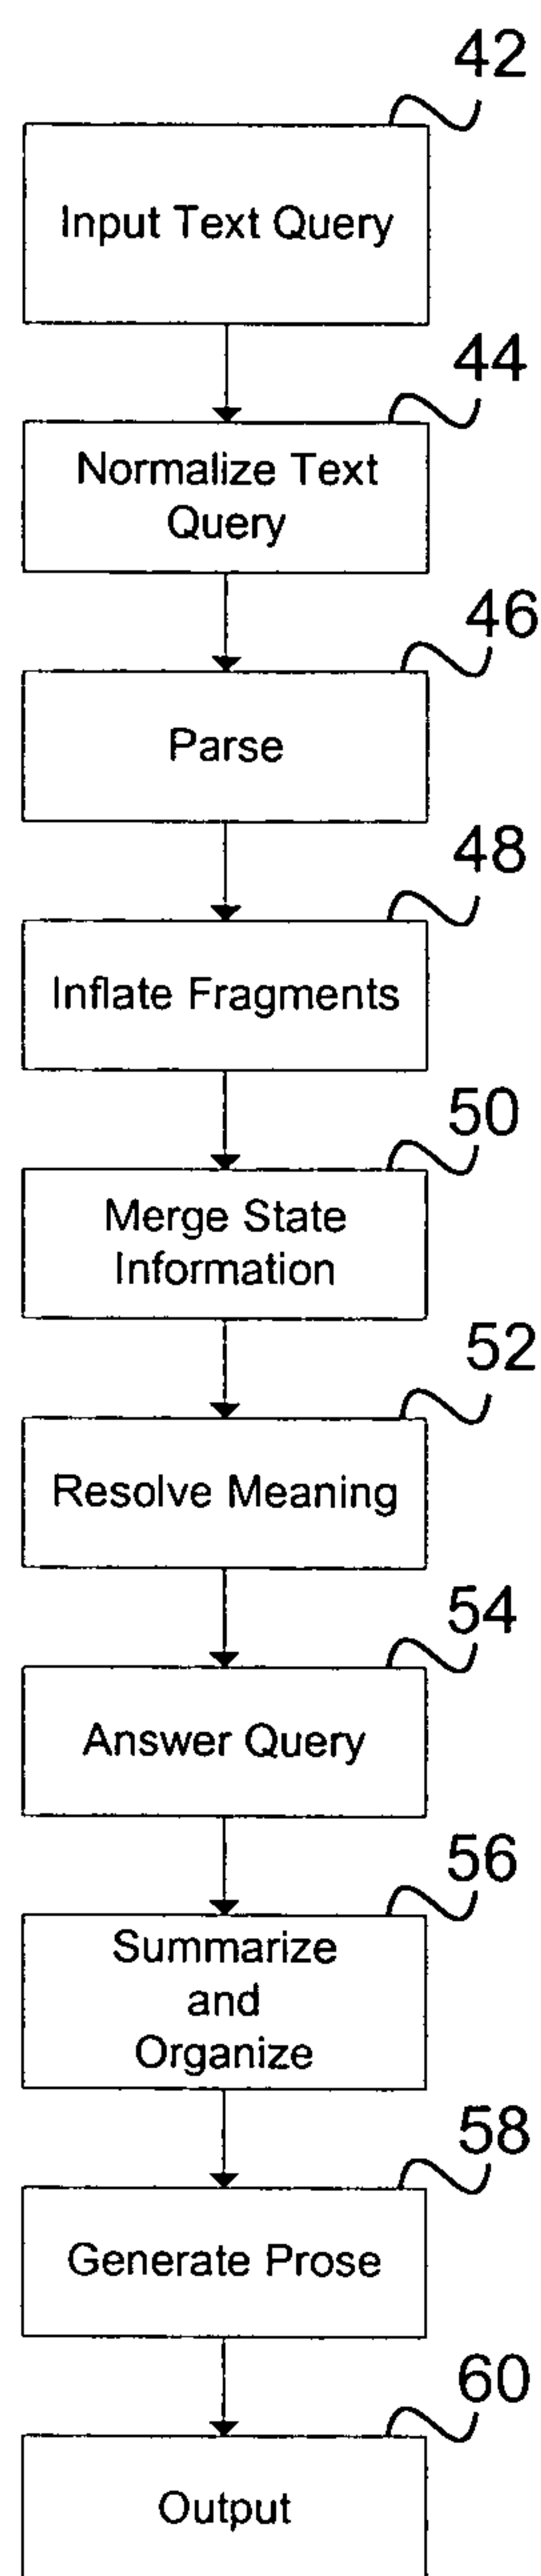 42
Input Text Query
44
Normalize Text
Query
46
Parse
48
Inflate Fragments
50
Merge State
Information
52
Resolve Meaning
54
Answer Query
56
Summarize
and
Organize
58
Generate Prose
60
Output